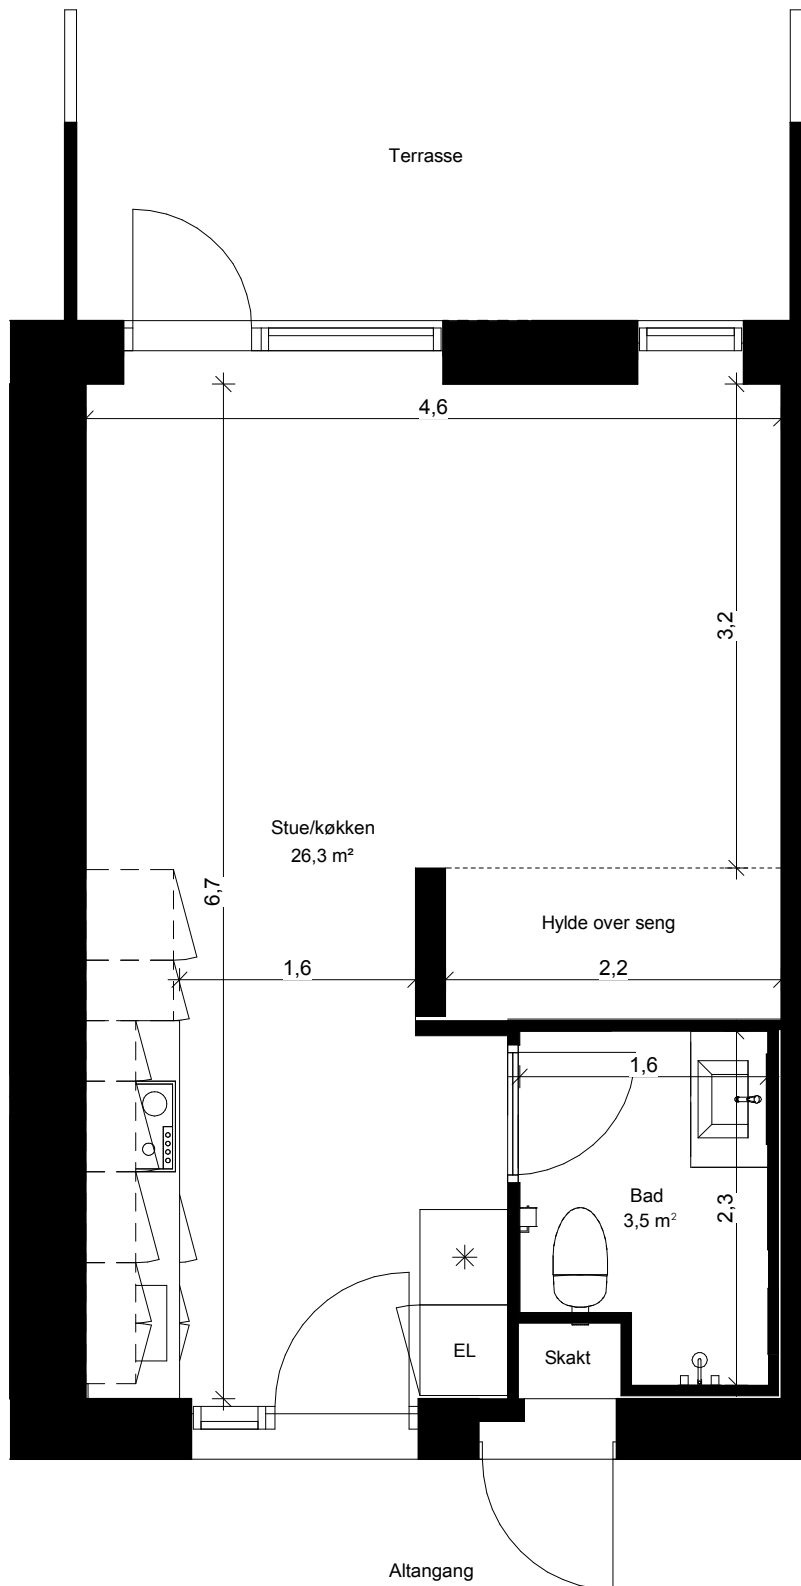 Terrasse
4,6
3,2
Stue/køkken
26,3 m²
6,7
Hylde over seng
1,6
2,2
1,6
Bad
3,5 m²
2,3
EL
Skakt
Altangang